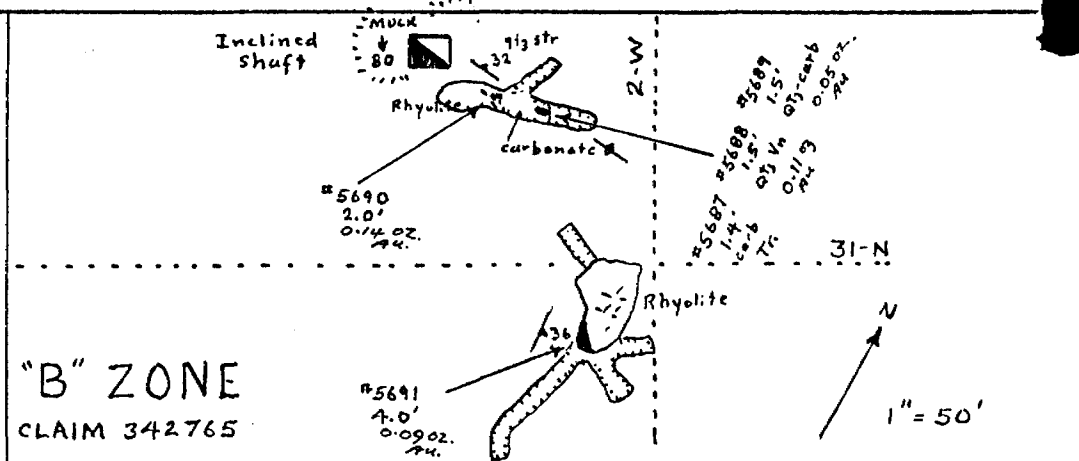 MUCK
80
Inclined
Shaft
qtz str
32
2-W
Rhyolite
carbonate
#5690
2.0'
0.14 oz.
Au.
#5687
1.4'
carb
Tr.
#5688
1.5'
QTz Vn
0.11 oz
Au
#5689
1.5'
QTz-carb
0.05 oz.
Au
31-N
Rhyolite
36
#5691
4.0'
0.09 oz.
Au.
N
"B" ZONE
CLAIM 342765
1" = 50'